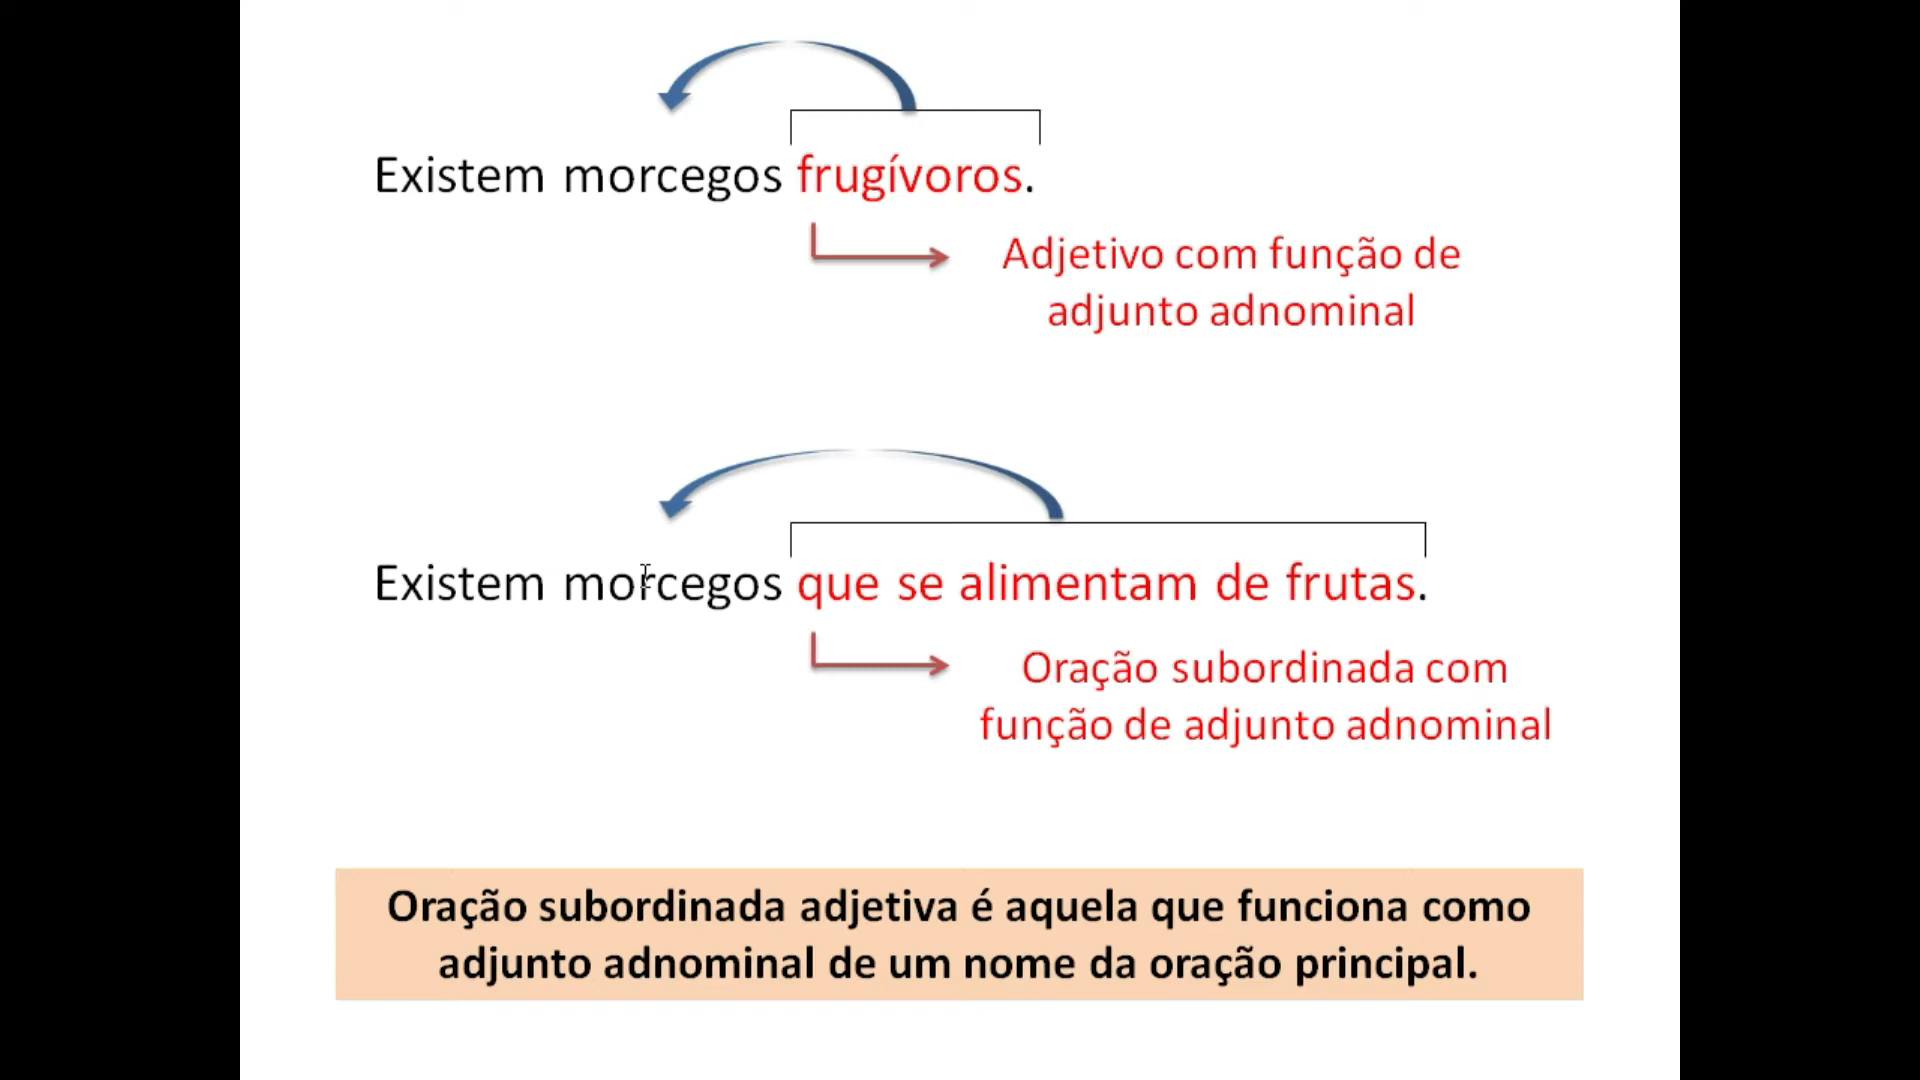 Existem morcegos frugívoros.
Adjetivo com função de
adjunto adnominal
Existem morcegos que se alimentam de frutas.
Oração subordinada com
função de adjunto adnominal
Oração subordinada adjetiva é aquela que funciona como
adjunto adnominal de um nome da oração principal.